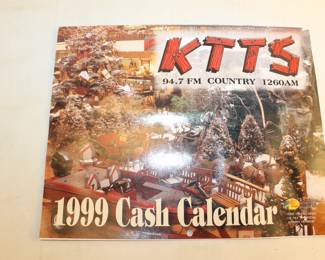 KTTS
94.7 FM COUNTRY 1260AM
1999 Cash Calendar